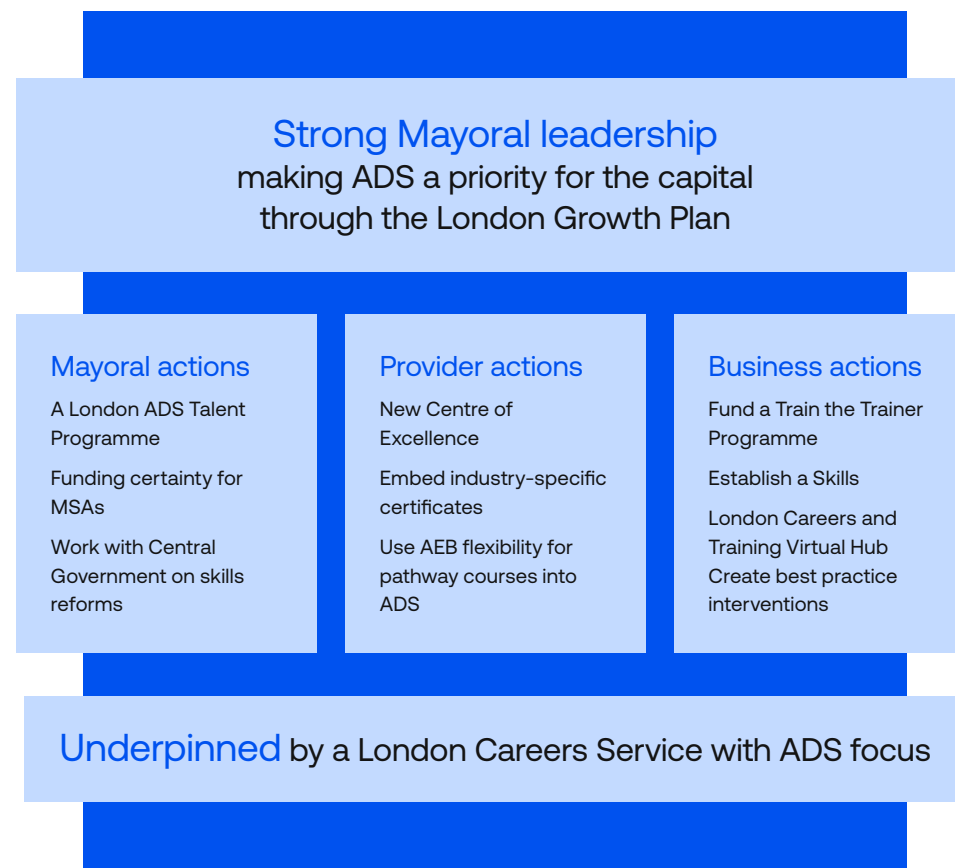 Strong Mayoral leadership
making ADS a priority for the capital
through the London Growth Plan
Mayoral actions
A London ADS Talent
Programme
Funding certainty for
MSAs
Work with Central
Government on skills
reforms
Provider actions
New Centre of
Excellence
Embed industry-specific
certificates
Use AEB flexibility for
pathway courses into
ADS
Business actions
Fund a Train the Trainer
Programme
Establish a Skills
London Careers and
Training Virtual Hub
Create best practice
interventions
Underpinned by a London Careers Service with ADS focus